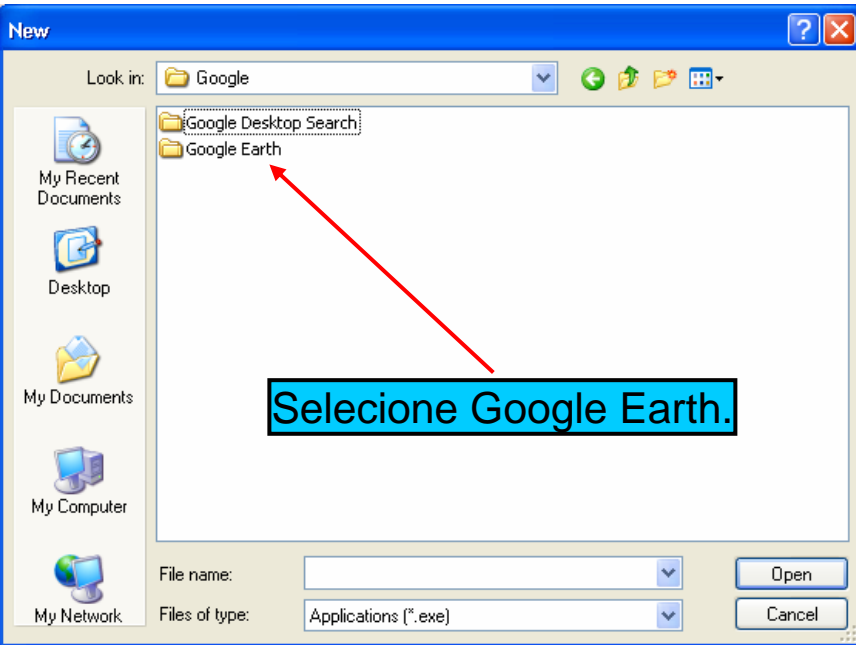 New
Look in:
Google
Google Desktop Search
Google Earth
My Recent
Documents
Desktop
My Documents
My Computer
My Network
Selecione Google Earth.
File name:
Open
Files of type:
Applications (*.exe)
Cancel